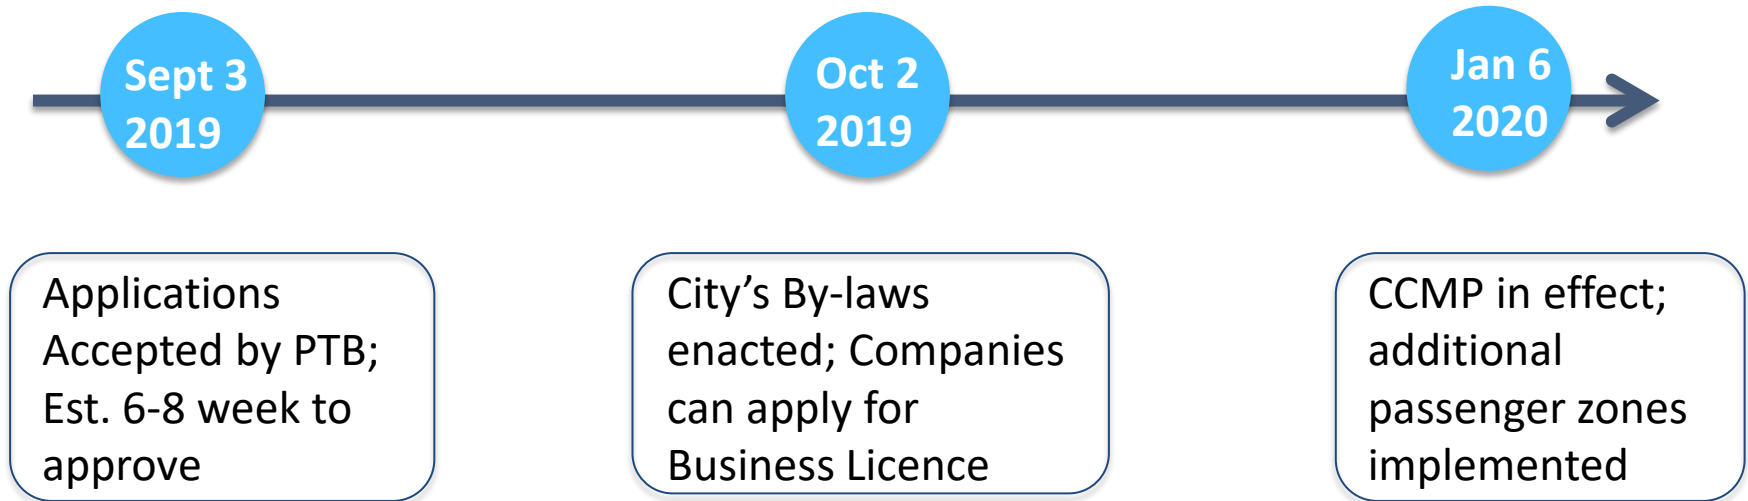 Sept 3
2019
Oct 2
2019
Jan 6
2020
Applications
Accepted by PTB;
Est. 6-8 week to
approve
City’s By-laws
enacted; Companies
can apply for
Business Licence
CCMP in effect;
additional
passenger zones
implemented